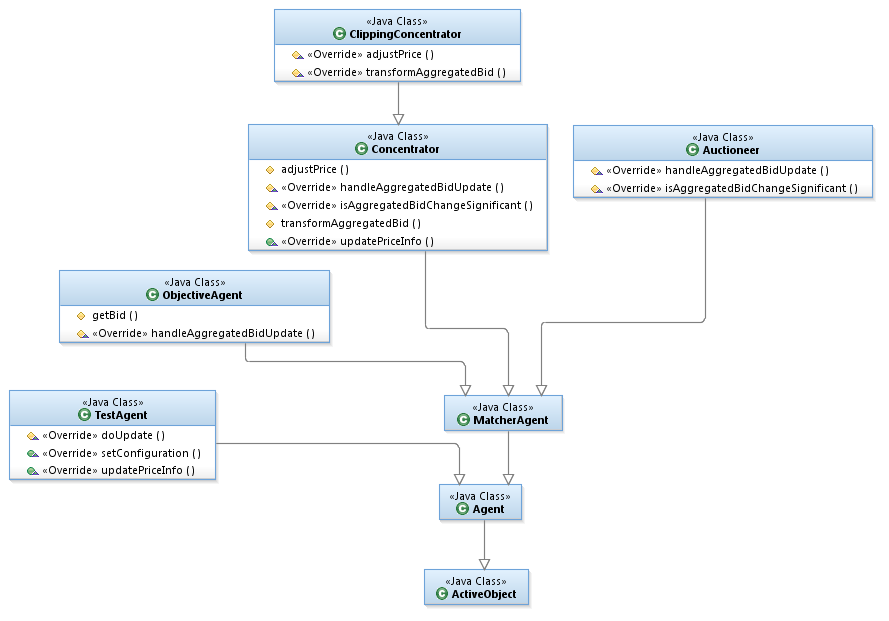 «Java Class»
ClippingConcentrator
«Override» adjustPrice ( )
«Override» transformAggregatedBid ( )
«Java Class»
Concentrator
adjustPrice ( )
«Override» handleAggregatedBidUpdate ( )
«Override» isAggregatedBidChangeSignificant ( )
transformAggregatedBid ( )
«Override» updatePriceInfo ( )
«Java Class»
Auctioneer
«Override» handleAggregatedBidUpdate ( )
«Override» isAggregatedBidChangeSignificant ( )
«Java Class»
ObjectiveAgent
getBid ( )
«Override» handleAggregatedBidUpdate ( )
«Java Class»
TestAgent
«Override» doUpdate ( )
«Override» setConfiguration ( )
«Override» updatePriceInfo ( )
«Java Class»
MatcherAgent
«Java Class»
Agent
«Java Class»
ActiveObject